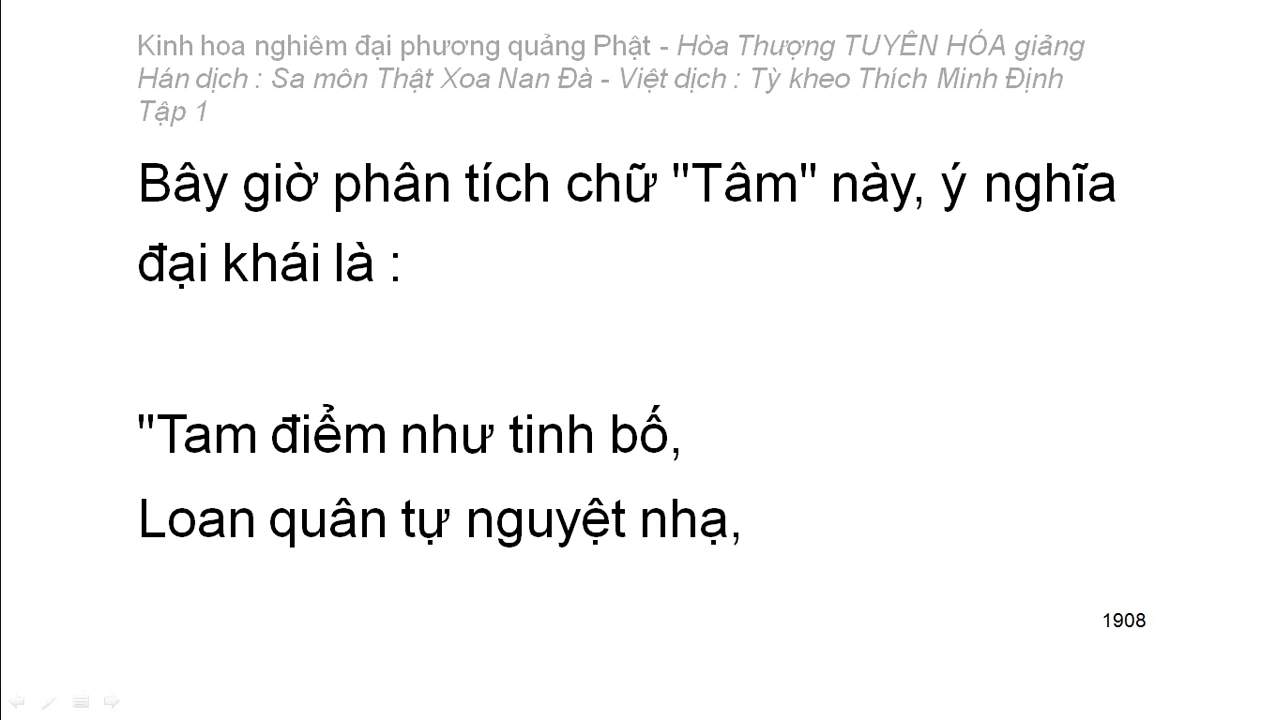 Kinh hoa nghiêm đại phương quảng Phật - Hòa Thượng TUYÊN HÓA giảng
Hán dịch : Sa môn Thật Xoa Nan Đà - Việt dịch : Tỳ kheo Thích Minh Định
Tập 1
Bây giờ phân tích chữ "Tâm" này, ý nghĩa
đại khái là :
"Tam điểm như tinh bố,
Loan quân tự nguyệt nhạ,
1908